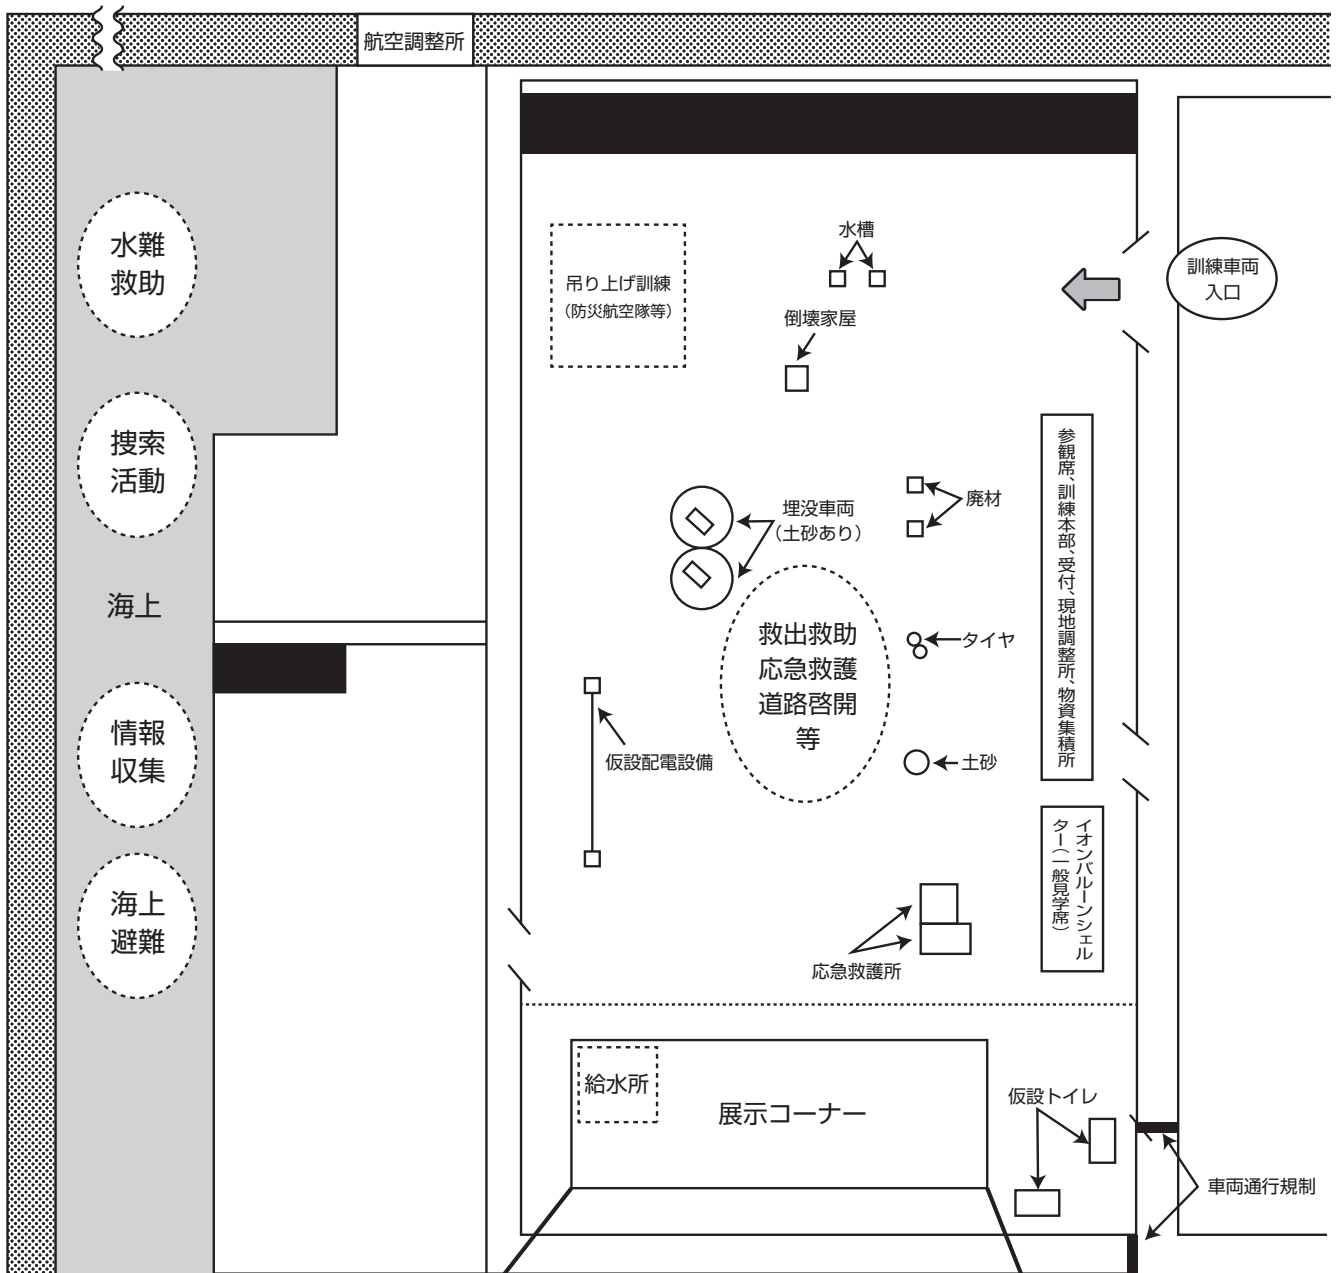 航空調整所
水難
救助
捜索
活動
海上
情報
収集
海上
避難
吊り上げ訓練
（防災航空隊等）
水槽
倒壊家屋
訓練車両
入口
埋没車両
（土砂あり）
廃材
救出救助
応急救護
道路啓開
等
タイヤ
土砂
仮設配電設備
参観席、訓練本部、受付、現地調整所、物資集積所
イオンバルーンシェル
ター（一般見学席）
応急救護所
給水所
展示コーナー
仮設トイレ
車両通行規制